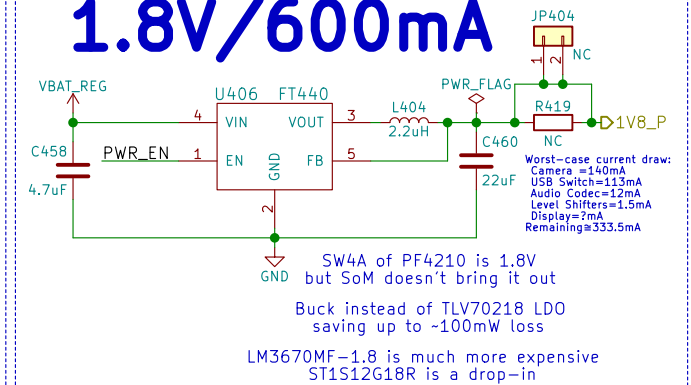 1.8V/600mA
JP404
1
2
NC
VBAT_REG
PWR_FLAG
U406 FT440
R419
NC
1V8_P
4 VIN
VOUT 3
L404
2.2uH
C458
4.7uF
PWR_EN
1 EN
GND
FB 5
2
C460
22uF
GND
Worst-case current draw:
Camera =140mA
USB Switch=113mA
Audio Codec=12mA
Level Shifters=1.5mA
Display=?mA
Remaining≅333.5mA
SW4A of PF4210 is 1.8V
but SoM doesn't bring it out
Buck instead of TLV70218 LDO
saving up to ~100mW loss
LM3670MF-1.8 is much more expensive
ST1S12G18R is a drop-in